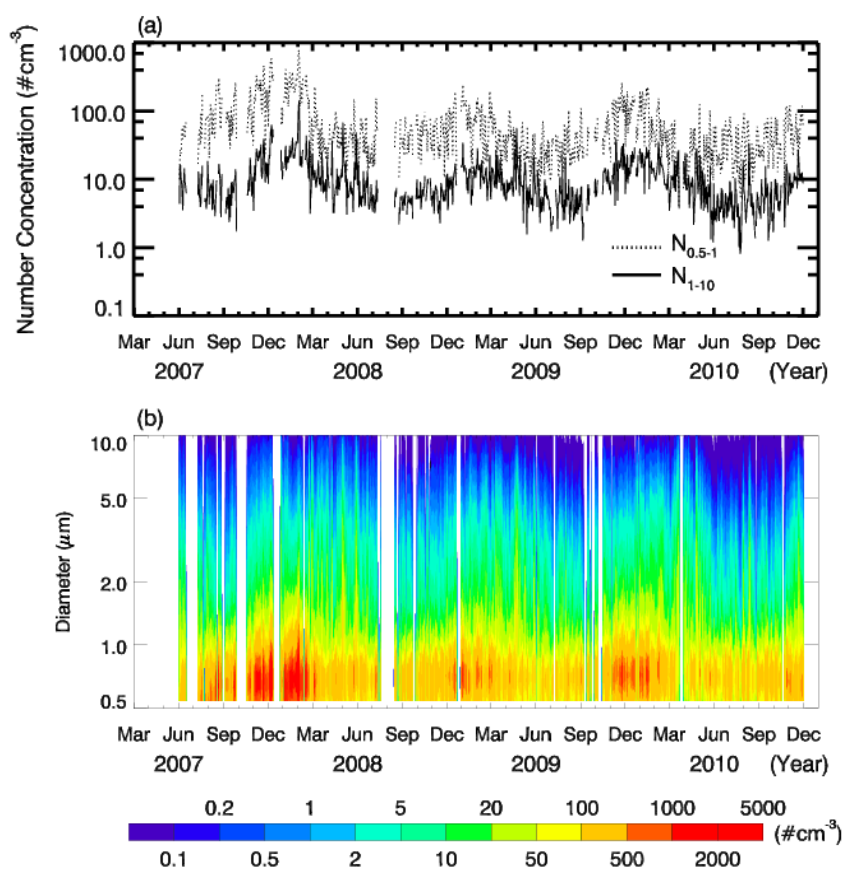 (a)
Number Concentration (#cm⁻³)
1000.0
100.0
10.0
1.0
0.1
N0.5-1
N1-10
Mar Jun Sep Dec Mar Jun Sep Dec Mar Jun Sep Dec Mar Jun Sep Dec
2007 2008 2009 2010 (Year)
(b)
Diameter (μm)
10.0
5.0
2.0
1.0
0.5
Mar Jun Sep Dec Mar Jun Sep Dec Mar Jun Sep Dec Mar Jun Sep Dec
2007 2008 2009 2010 (Year)
0.2 1 5 20 100 1000 5000
(#cm⁻³)
0.1 0.5 2 10 50 500 2000